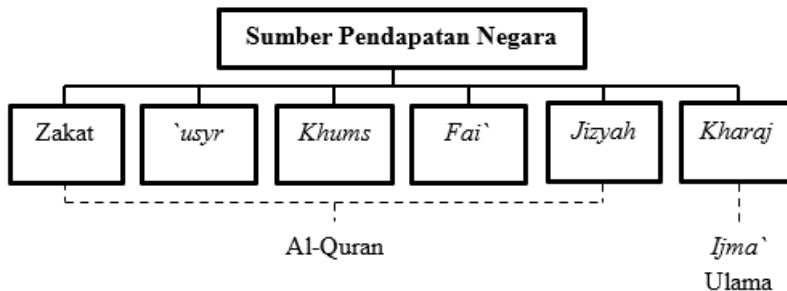 Sumber Pendapatan Negara
Zakat
`usyr
Khums
Fai`
Jizyah
Kharaj
Al-Quran
Ijma`
Ulama